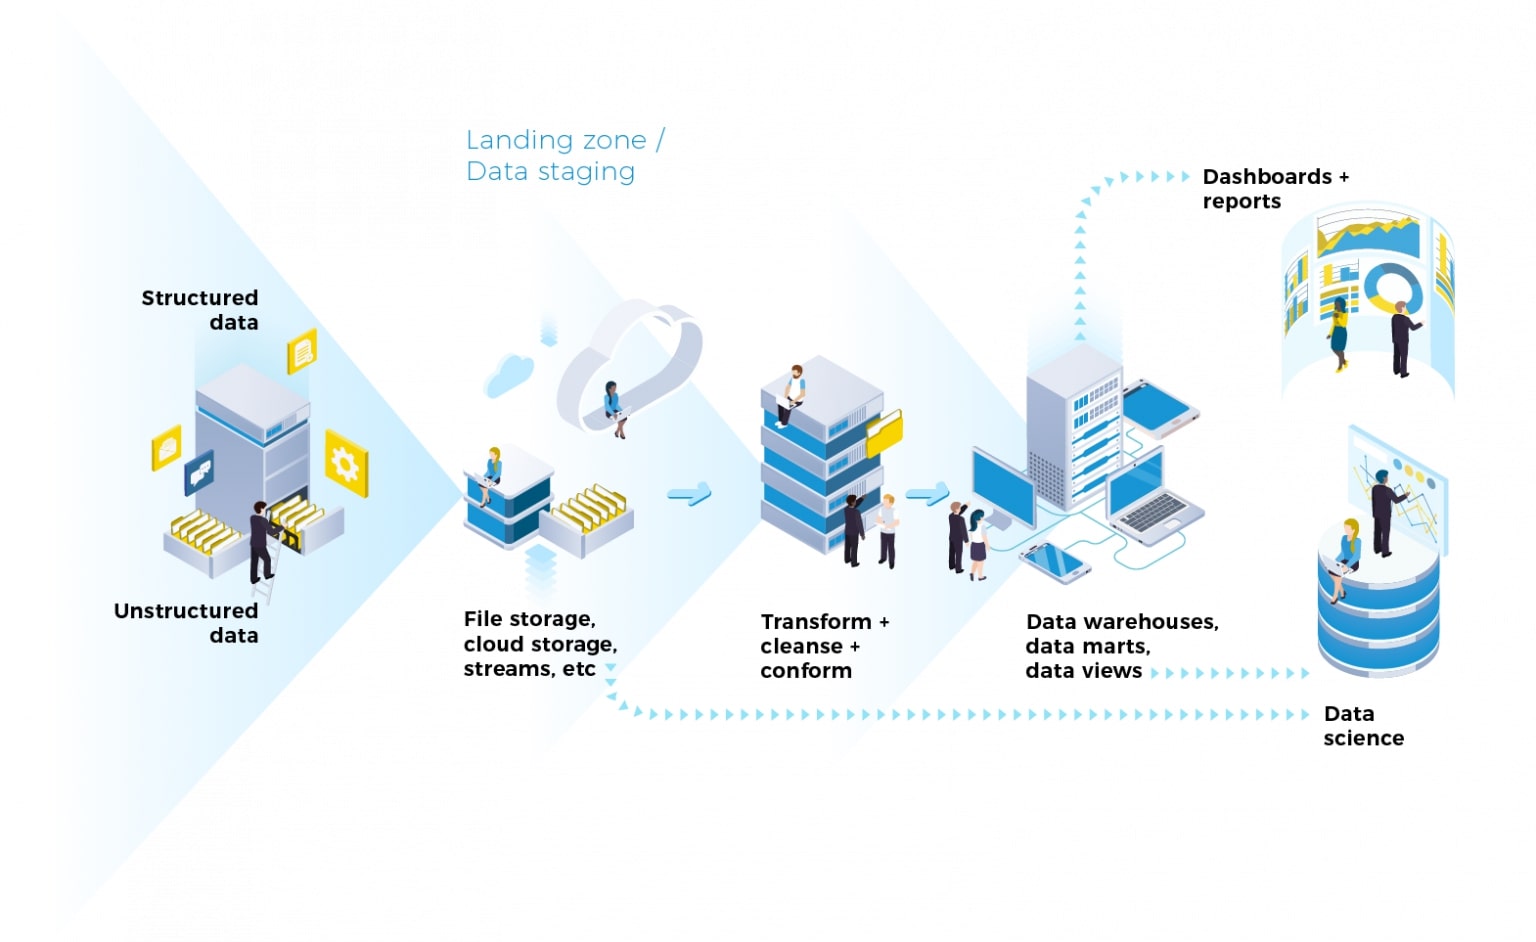 Landing zone /
Data staging
Structured
data
Unstructured
data
File storage,
cloud storage,
streams, etc
Transform +
cleanse +
conform
Data warehouses,
data marts,
data views
Dashboards +
reports
Data
science